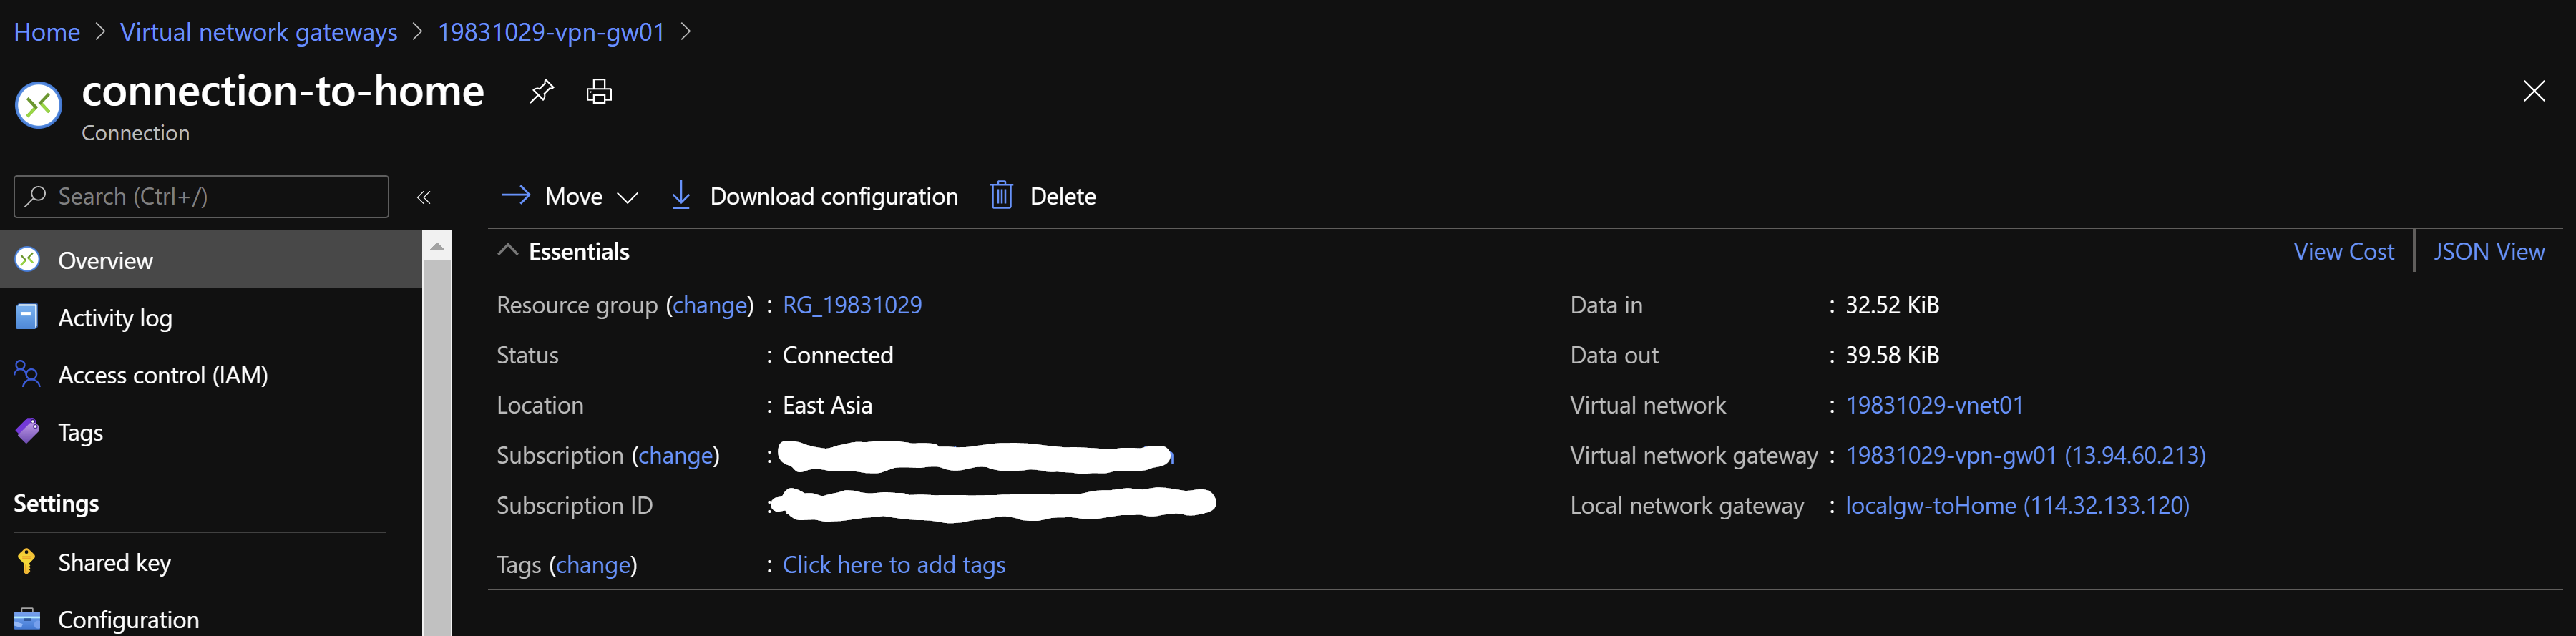 Home > Virtual network gateways > 19831029-vpn-gw01 >
connection-to-home
Connection
Search (Ctrl+/)
«
Move
Download configuration
Delete
Overview
Activity log
Access control (IAM)
Tags
Settings
Shared key
Configuration
Essentials
View Cost
JSON View
Resource group (change) : RG_19831029
Status : Connected
Location : East Asia
Subscription (change) :
Subscription ID :
Tags (change) : Click here to add tags
Data in : 32.52 KiB
Data out : 39.58 KiB
Virtual network : 19831029-vnet01
Virtual network gateway : 19831029-vpn-gw01 (13.94.60.213)
Local network gateway : localgw-toHome (114.32.133.120)